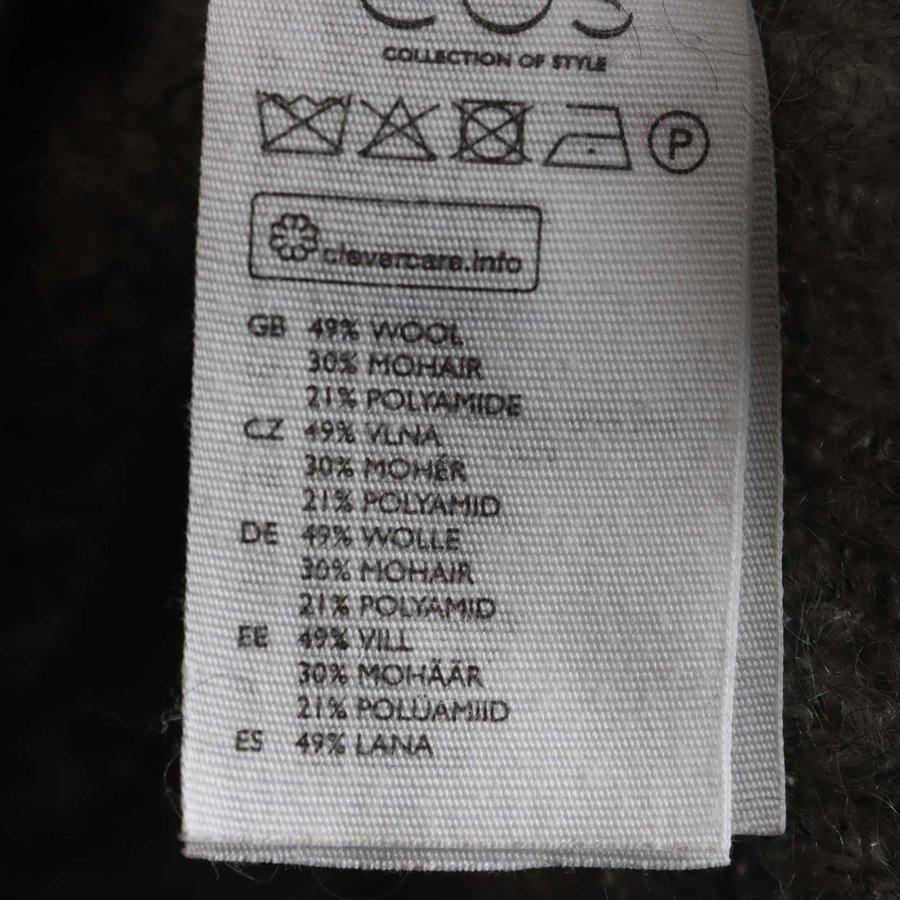 COS
COLLECTION OF STYLE
P
clevercare.info
GB 49% WOOL
30% MOHAIR
21% POLYAMIDE
CZ 49% VLNA
30% MOHÉR
21% POLYAMID
DE 49% WOLLE
30% MOHAIR
21% POLYAMID
EE 49% VILL
30% MOHÄÄR
21% POLÜAMIID
ES 49% LANA